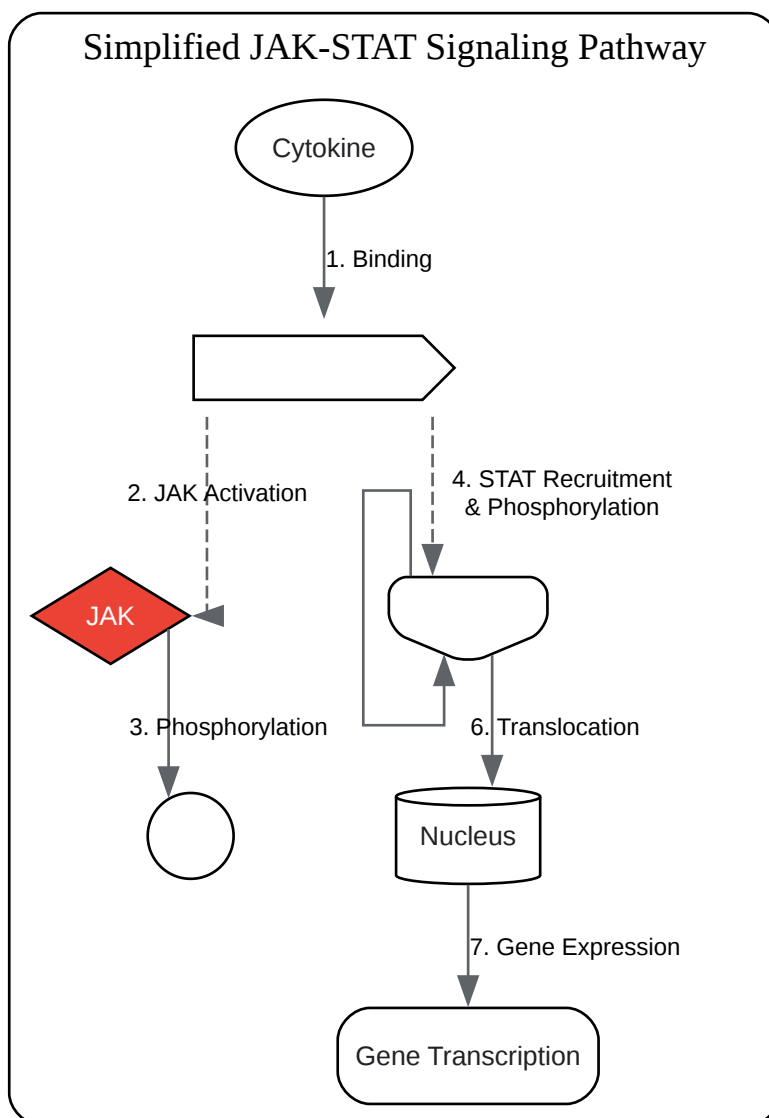 Simplified JAK-STAT Signaling Pathway
Cytokine
1. Binding
2. JAK Activation
4. STAT Recruitment
& Phosphorylation
JAK
3. Phosphorylation
6. Translocation
Nucleus
7. Gene Expression
Gene Transcription